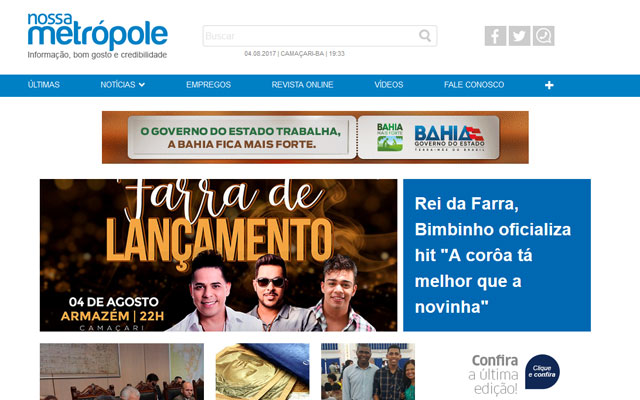 nossa
metrópole
Informação, bom gosto e credibilidade
Buscar
04.08.2017 | CAMAÇARI-BA | 19:33
ÚLTIMAS
NOTÍCIAS
EMPREGOS
REVISTA ONLINE
VÍDEOS
FALE CONOSCO
O GOVERNO DO ESTADO TRABALHA,
A BAHIA FICA MAIS FORTE.
BAHIA
MAIS FORTE
BAHIA
GOVERNO DO ESTADO
TERRA-MÃE DO BRASIL
Farra de
LANÇAMENTO
04 DE AGOSTO
ARMAZÉM | 22H
CAMAÇARI
Rei da Farra,
Bimbinho oficializa
hit "A corôa tá
melhor que a
novinha"
Confira
a última
edição!
Clique
e confira